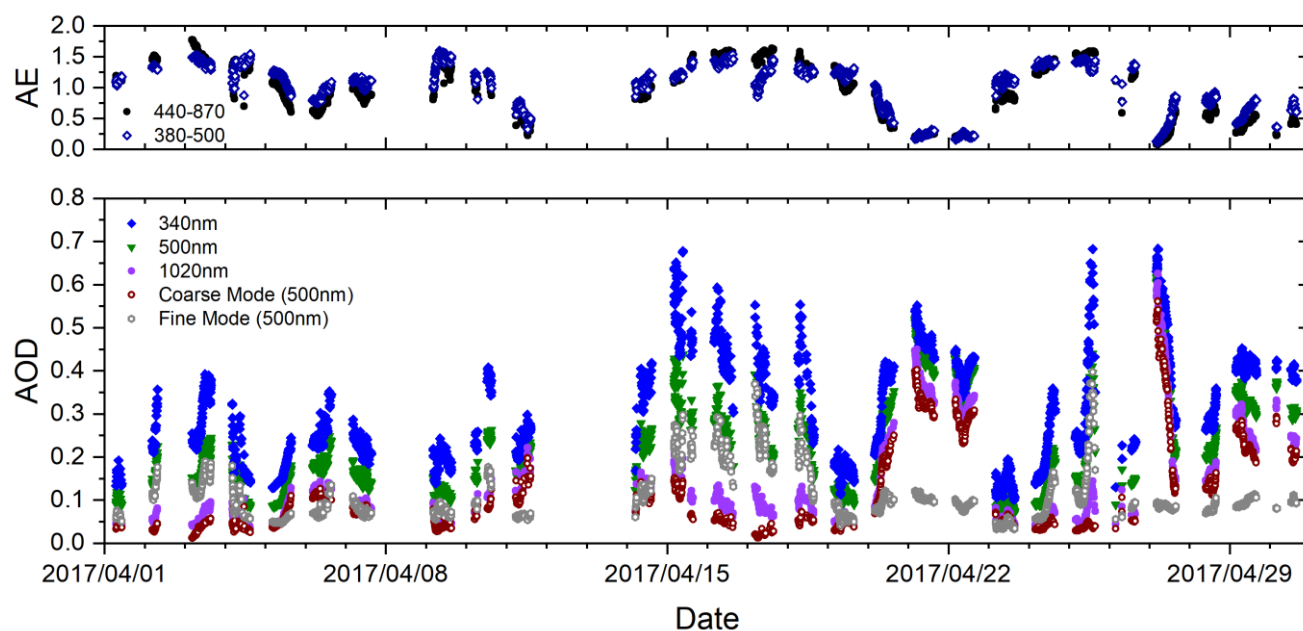 2.0
1.5
1.0
0.5
0.0
AE
440-870
380-500
0.8
0.7
0.6
0.5
0.4
0.3
0.2
0.1
0.0
AOD
340nm
500nm
1020nm
Coarse Mode (500nm)
Fine Mode (500nm)
2017/04/01 2017/04/08 2017/04/15 2017/04/22 2017/04/29
Date